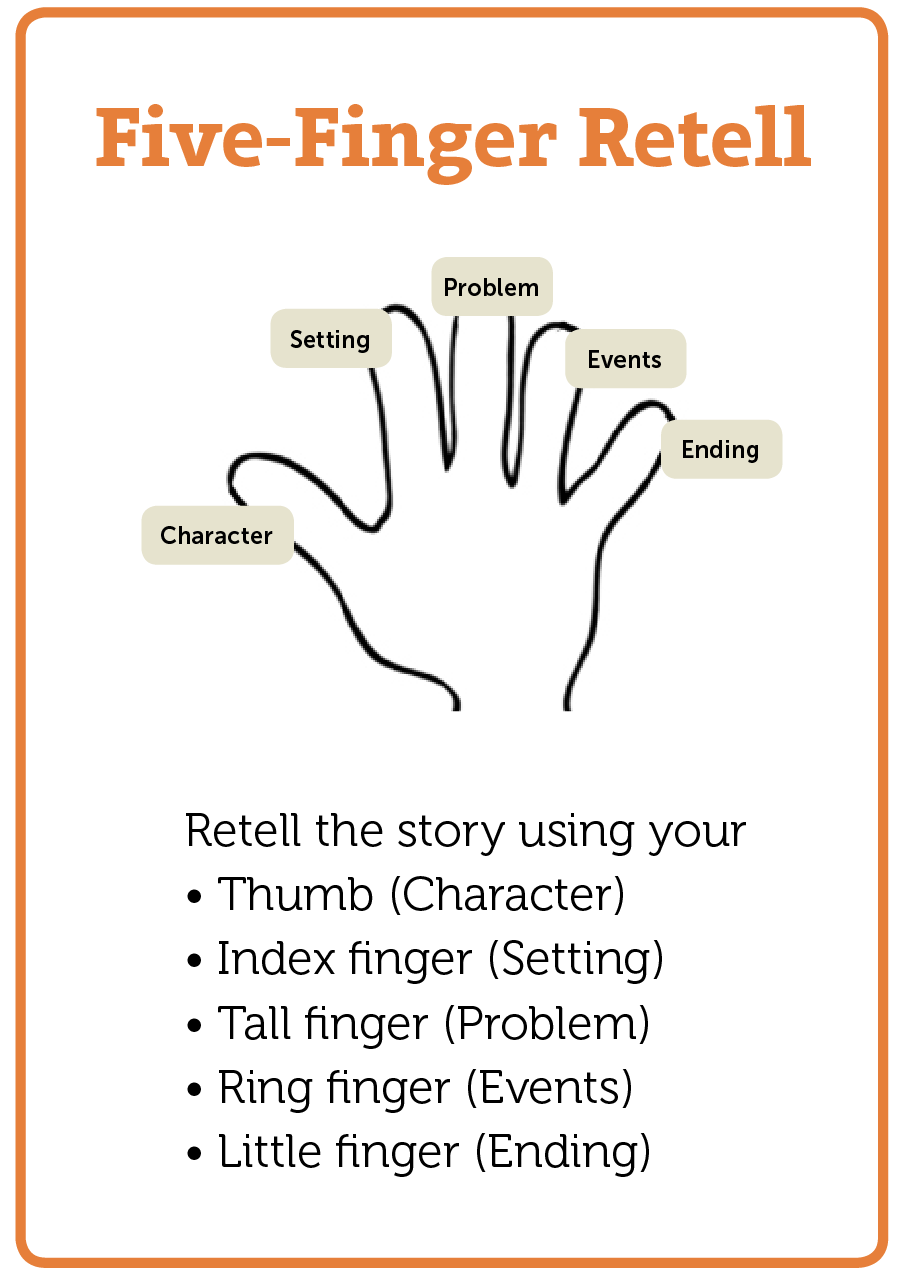 Five-Finger Retell
Problem
Setting
Events
Ending
Character
Retell the story using your
• Thumb (Character)
• Index finger (Setting)
• Tall finger (Problem)
• Ring finger (Events)
• Little finger (Ending)